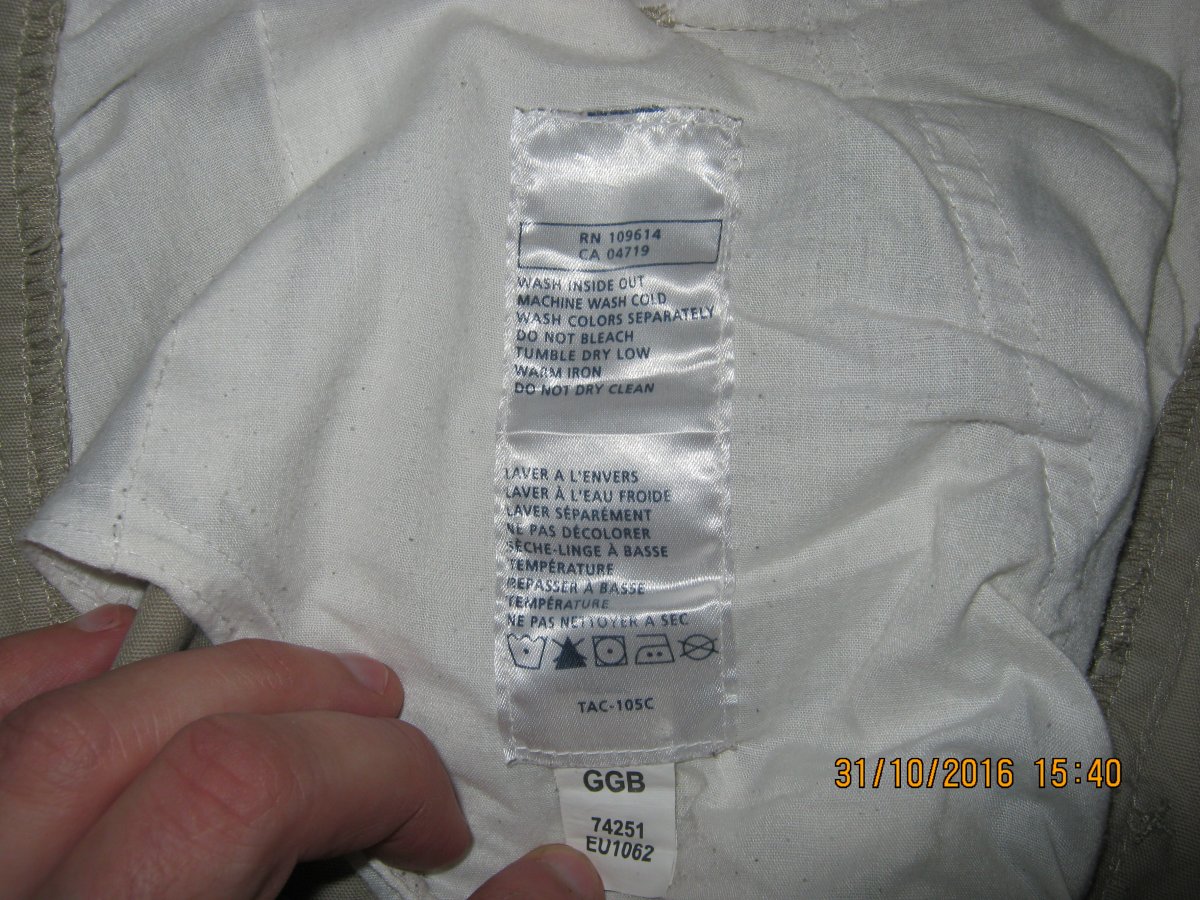 RN 109614
CA 04719
WASH INSIDE OUT
MACHINE WASH COLD
WASH COLORS SEPARATELY
DO NOT BLEACH
TUMBLE DRY LOW
WARM IRON
DO NOT DRY CLEAN
LAVER A L'ENVERS
LAVER À L'EAU FROIDE
LAVER SÉPARÉMENT
NE PAS DÉCOLORER
SÈCHE-LINGE À BASSE
TEMPÉRATURE
REPASSER À BASSE
TEMPÉRATURE
NE PAS NETTOYER A SEC
TAC-105C
GGB
74251
EU1062
31/10/2016 15:40